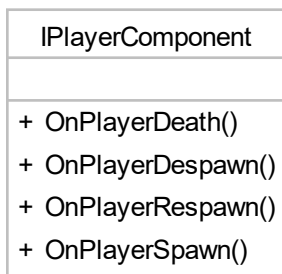 IPlayerComponent
+ OnPlayerDeath()
+ OnPlayerDespawn()
+ OnPlayerRespawn()
+ OnPlayerSpawn()